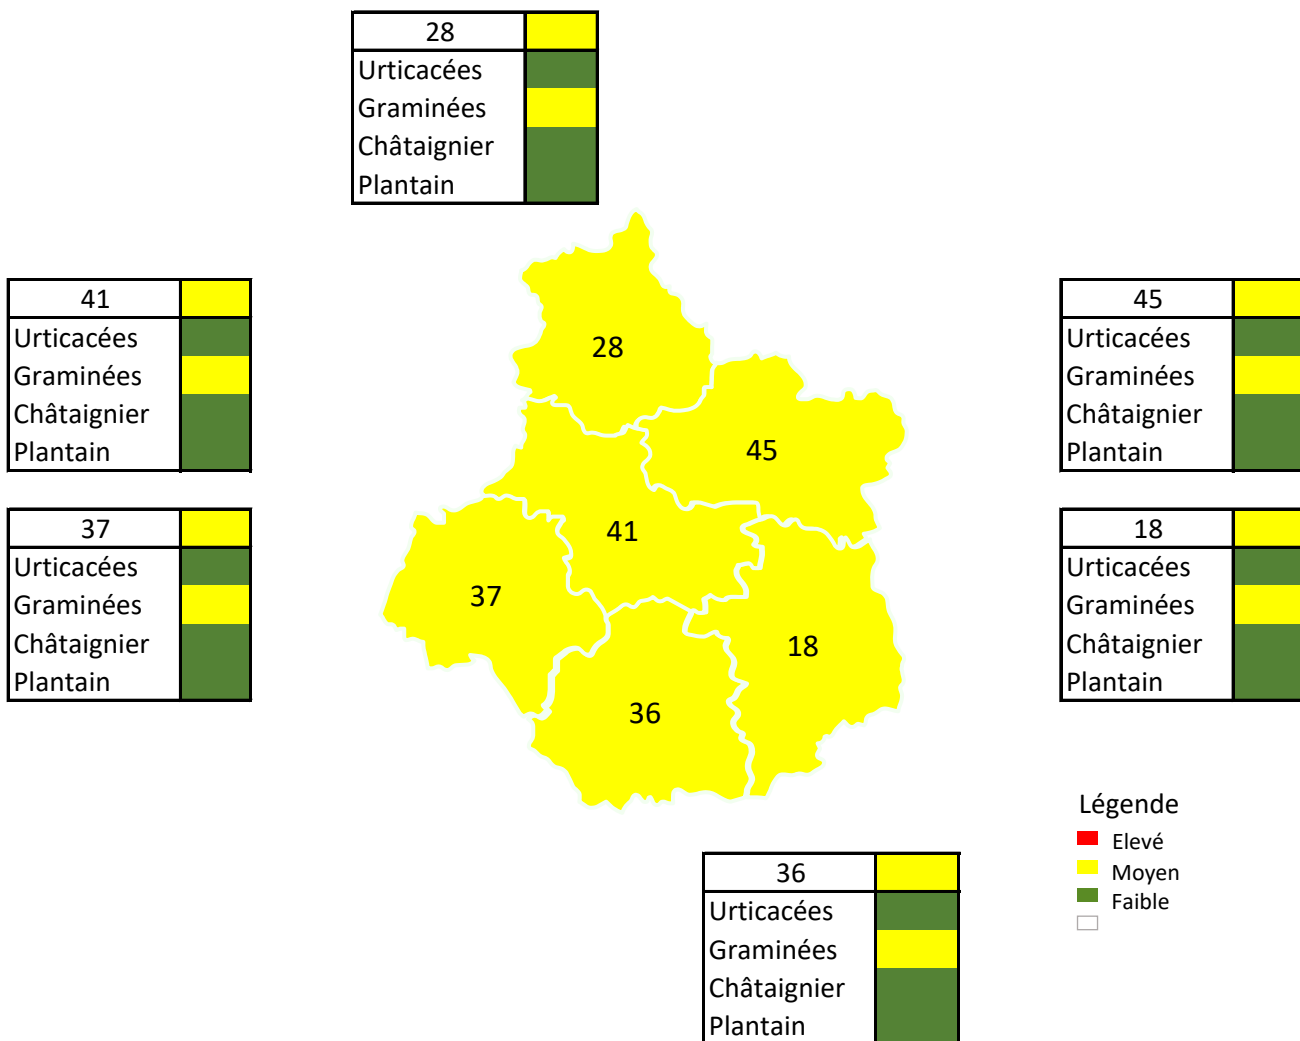 28
Urticacées
Graminées
Châtaignier
Plantain
41
Urticacées
Graminées
Châtaignier
Plantain
45
Urticacées
Graminées
Châtaignier
Plantain
37
Urticacées
Graminées
Châtaignier
Plantain
18
Urticacées
Graminées
Châtaignier
Plantain
28
45
41
37
18
36
Légende
Elevé
Moyen
Faible
36
Urticacées
Graminées
Châtaignier
Plantain